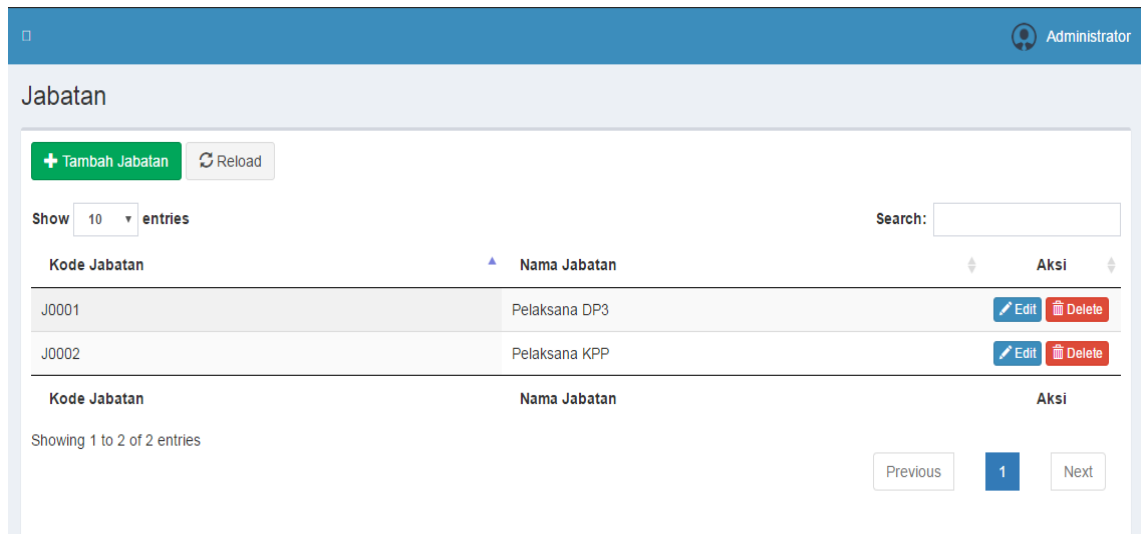 Administrator
Jabatan
Tambah Jabatan Reload
Show 10 entries Search:
Kode Jabatan Nama Jabatan Aksi
J0001 Pelaksana DP3 Edit Delete
J0002 Pelaksana KPP Edit Delete
Kode Jabatan Nama Jabatan Aksi
Showing 1 to 2 of 2 entries
Previous 1 Next